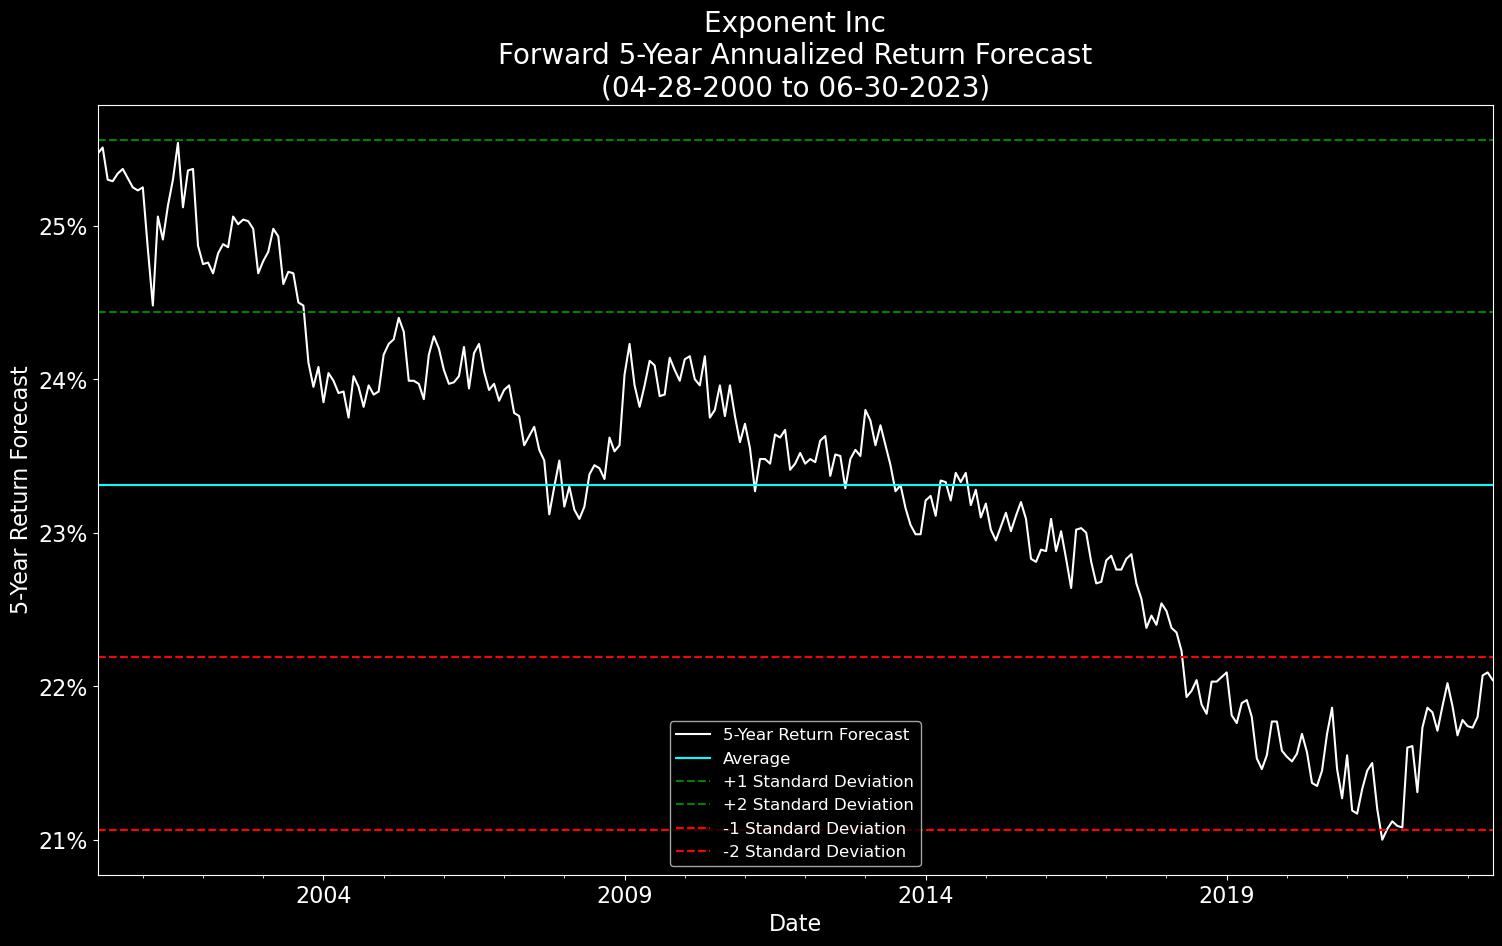 Exponent Inc
Forward 5-Year Annualized Return Forecast
(04-28-2000 to 06-30-2023)
5-Year Return Forecast
25%
24%
23%
22%
21%
5-Year Return Forecast
Average
+1 Standard Deviation
+2 Standard Deviation
-1 Standard Deviation
-2 Standard Deviation
2004
2009
2014
2019
Date